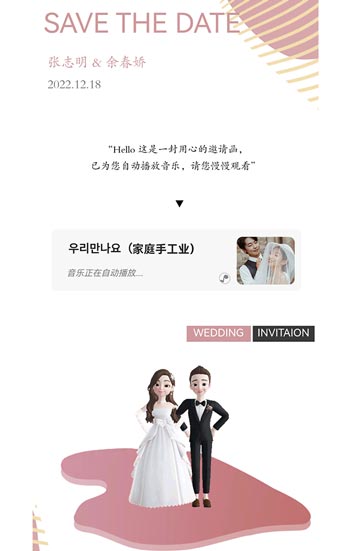 SAVE THE DATE
张志明 & 余春娇
2022.12.18
“Hello 这是一封用心的邀请函，
已为您自动播放音乐，请您慢慢观看”
우리만나요（家庭手工业）
音乐正在自动播放...
WEDDING INVITAION